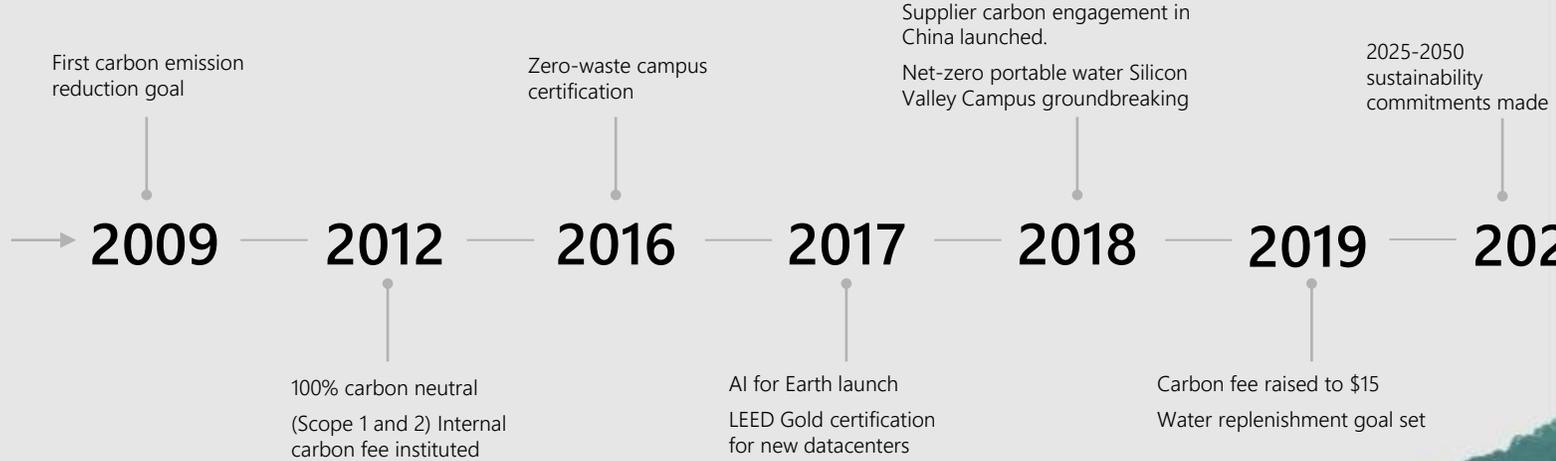 Supplier carbon engagement in
China launched.
Net-zero portable water Silicon
Valley Campus groundbreaking
First carbon emission
reduction goal
Zero-waste campus
certification
2025-2050
sustainability
commitments made
2009
2012
2016
2017
2018
2019
202
100% carbon neutral
(Scope 1 and 2) Internal
carbon fee instituted
AI for Earth launch
LEED Gold certification
for new datacenters
Carbon fee raised to $15
Water replenishment goal set